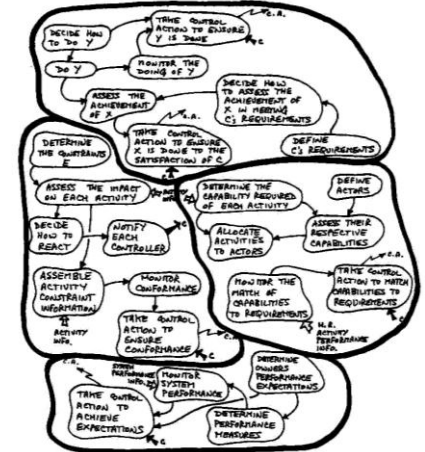 DECIDE HOW
TO DO Y
TAKE CONTROL
ACTION TO ENSURE
Y IS DONE
C.A.
C
DO Y
MONITOR THE
DOING OF Y
ASSESS THE
ACHIEVEMENT
OF X
DECIDE HOW
TO ASSESS THE
ACHIEVEMENT OF
X IN MEETING
C'S REQUIREMENTS
C.A.
TAKE CONTROL
ACTION TO ENSURE
X IS DONE TO THE
SATISFACTION OF C
DEFINE
C'S REQUIREMENTS
DETERMINE
THE CONSTRAINTS
E
ASSESS THE IMPACT
ON EACH ACTIVITY
ACTIVITY
INFO.
DECIDE
HOW TO
REACT
NOTIFY
EACH
CONTROLLER
C
ASSEMBLE
ACTIVITY
CONSTRAINT
INFORMATION
ACTIVITY
INFO.
MONITOR
CONFORMANCE
TAKE CONTROL
ACTION TO
ENSURE
CONFORMANCE
C.A.
C
DETERMINE THE
CAPABILITY REQUIRED
OF EACH ACTIVITY
DEFINE
ACTORS
ALLOCATE
ACTIVITIES
TO ACTORS
ASSESS THEIR
RESPECTIVE
CAPABILITIES
C.A.
MONITOR THE
MATCH OF
CAPABILITIES
TO REQUIREMENTS
TAKE CONTROL
ACTION TO MATCH
CAPABILITIES TO
REQUIREMENTS
C
H.R.
ACTIVITY
PERFORMANCE
INFO.
C.A.
SYSTEM
PERFORMANCE
INFO.
MONITOR
SYSTEM
PERFORMANCE
DETERMINE
OWNERS
PERFORMANCE
EXPECTATIONS
TAKE CONTROL
ACTION TO
ACHIEVE
EXPECTATIONS
C
DETERMINE
PERFORMANCE
MEASURES